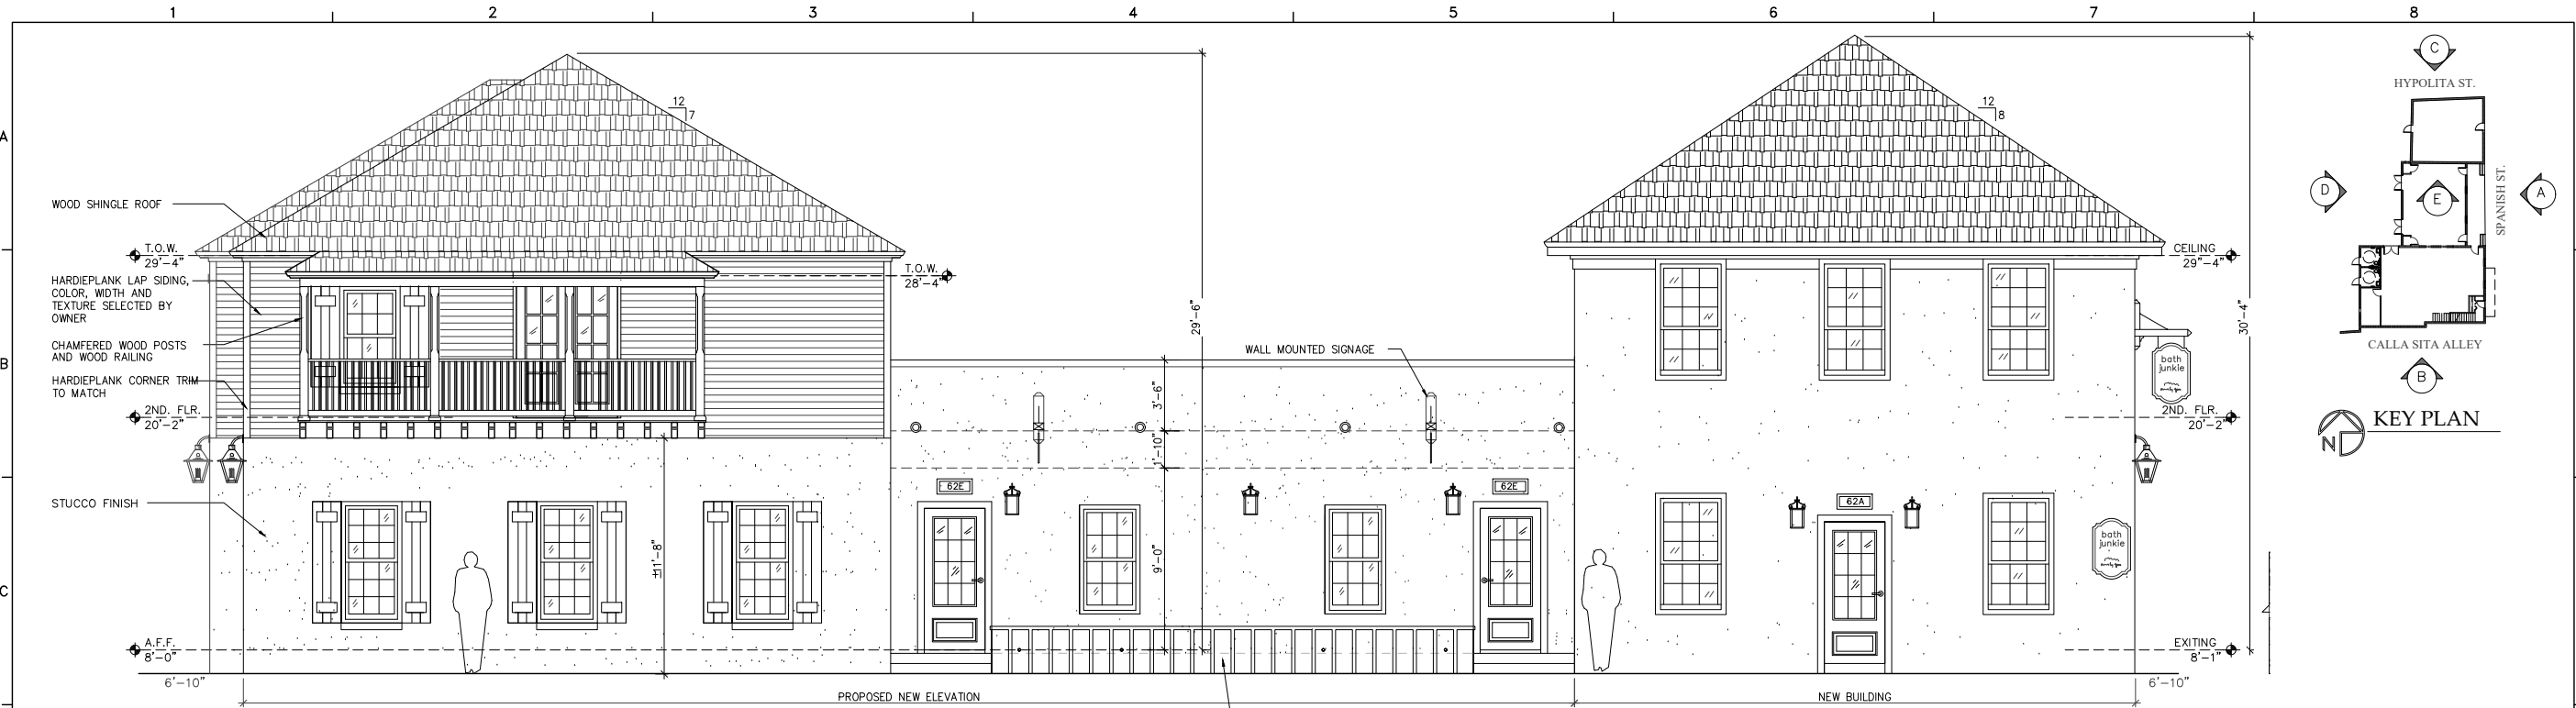 1 2 3 4 5 6 7 8
A
B
C
12
7
12
8
WOOD SHINGLE ROOF
T.O.W.
29'-4"
HARDIEPLANK LAP SIDING,
COLOR, WIDTH AND
TEXTURE SELECTED BY
OWNER
CHAMFERED WOOD POSTS
AND WOOD RAILING
HARDIEPLANK CORNER TRIM
TO MATCH
2ND. FLR.
20'-2"
STUCCO FINISH
A.F.F.
8'-0"
6'-10"
T.O.W.
28'-4"
±11'-8"
29'-6"
3'-6"
1'-10"
9'-0"
WALL MOUNTED SIGNAGE
62E
62E
62A
CEILING
29"-4"
30'-4"
bath
junkie
2ND. FLR.
20'-2"
bath
junkie
EXITING
8'-1"
6'-10"
PROPOSED NEW ELEVATION
NEW BUILDING
C
HYPOLITA ST.
D
E
SPANISH ST.
A
CALLA SITA ALLEY
B
N
KEY PLAN